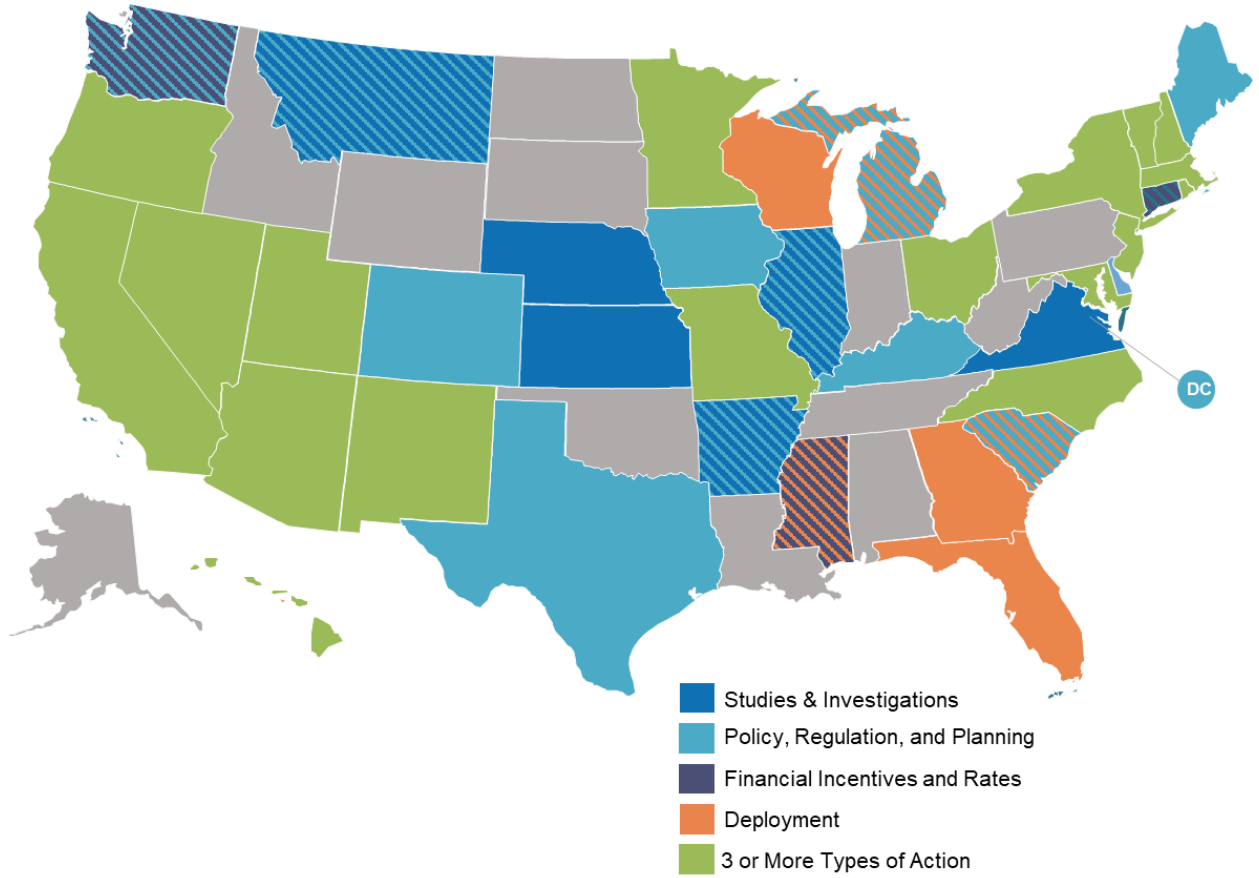 DC
Studies & Investigations
Policy, Regulation, and Planning
Financial Incentives and Rates
Deployment
3 or More Types of Action